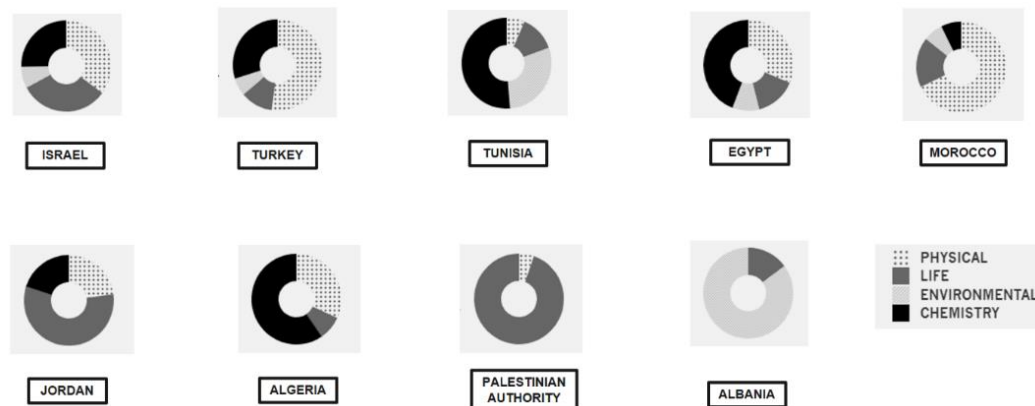 ISRAEL
TURKEY
TUNISIA
EGYPT
MOROCCO
JORDAN
ALGERIA
PALESTINIAN
AUTHORITY
ALBANIA
PHYSICAL
LIFE
ENVIRONMENTAL
CHEMISTRY